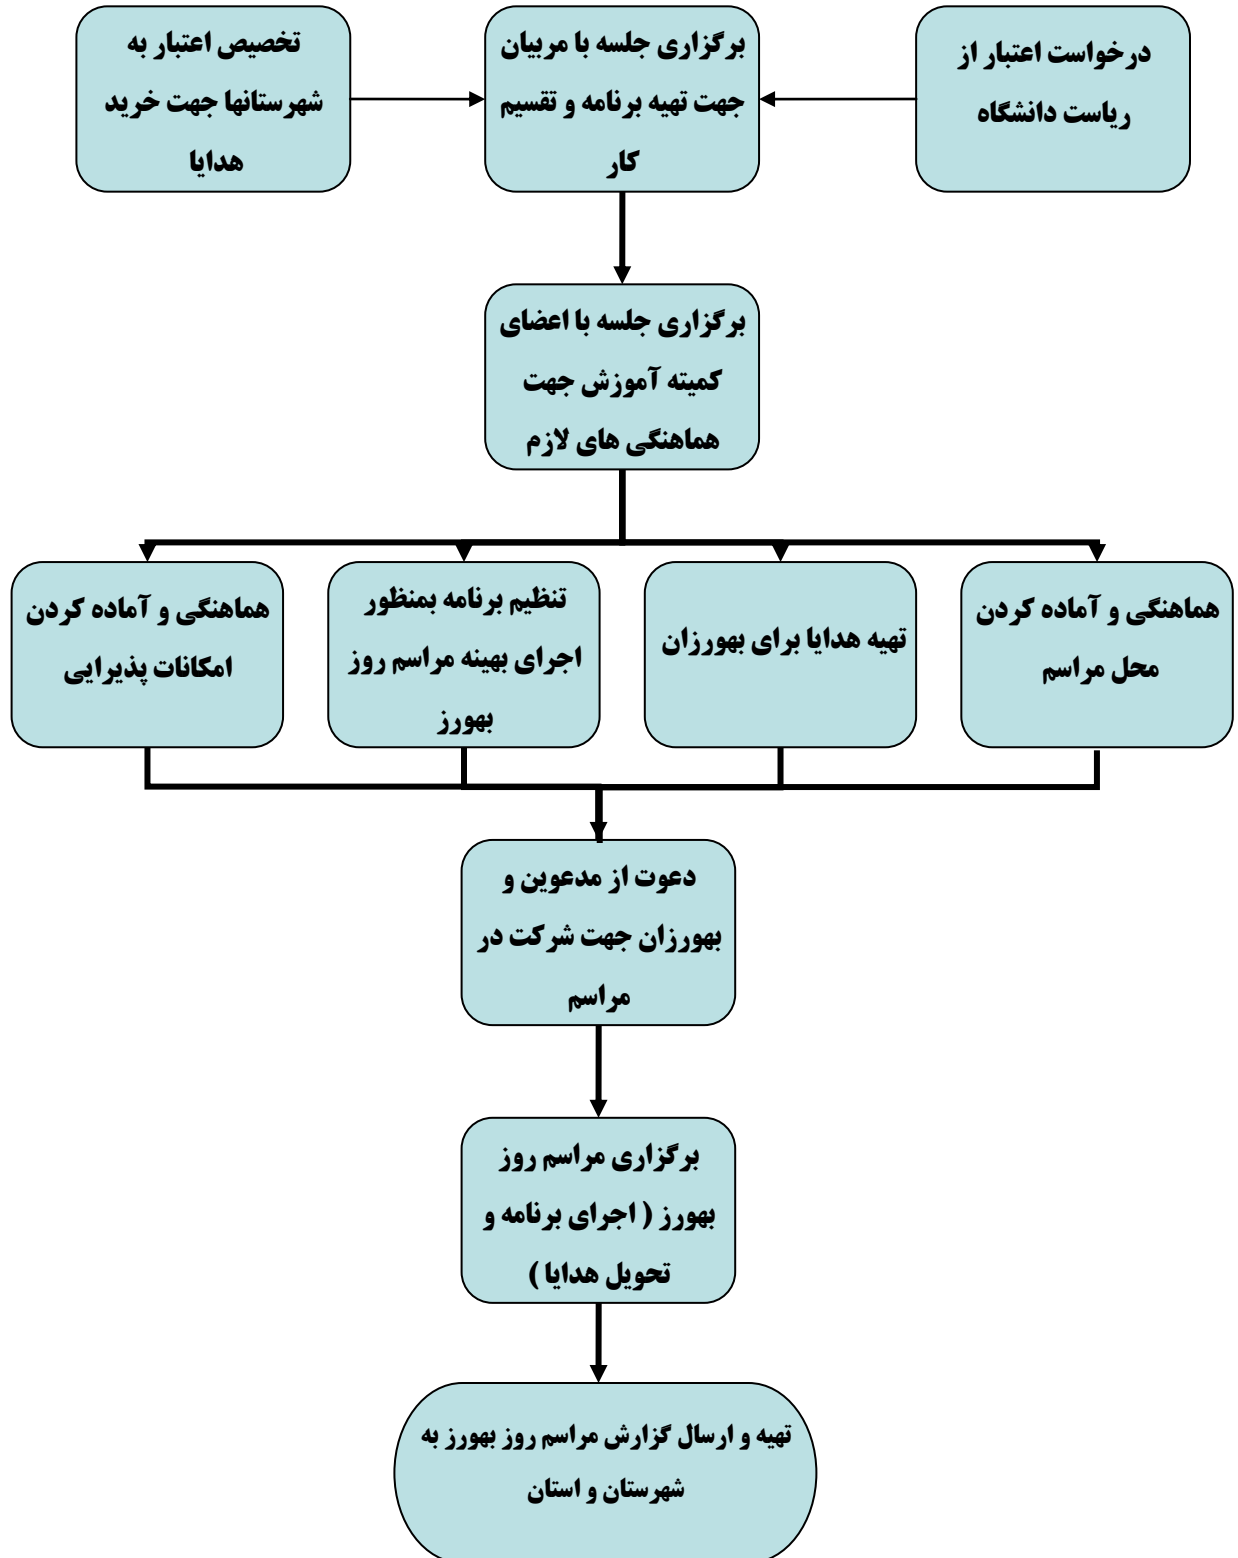 درخواست اعتبار از
ریاست دانشگاه
برگزاری جلسه با مربیان
جهت تهیه برنامه و تقسیم
کار
تخصیص اعتبار به
شهرستانها جهت خرید
هدایا
برگزاری جلسه با اعضای
کمیته آموزش جهت
هماهنگی های لازم
هماهنگی و آماده کردن
محل مراسم
تهیه هدایا برای بهورزان
تنظیم برنامه بمنظور
اجرای بهینه مراسم روز
بهورز
هماهنگی و آماده کردن
امکانات پذیرایی
دعوت از مدعوین و
بهورزان جهت شرکت در
مراسم
برگزاری مراسم روز
بهورز ( اجرای برنامه و
تحویل هدایا )
تهیه و ارسال گزارش مراسم روز بهورز به
شهرستان و استان